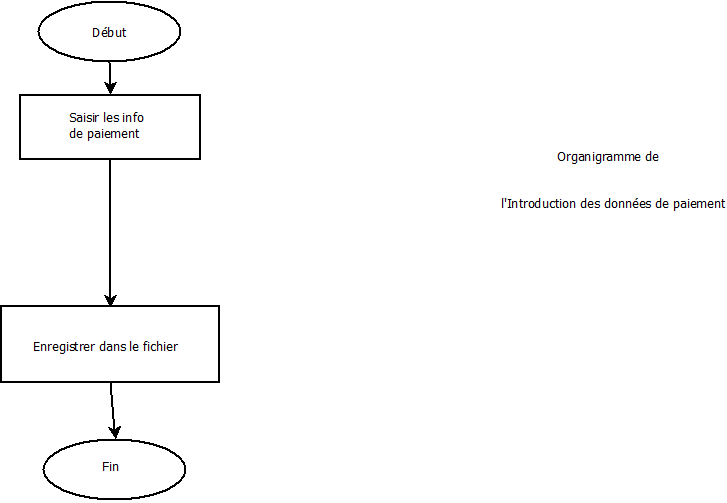 Début
Saisir les info
de paiement
Organigramme de
l'Introduction des données de paiement
Enregistrer dans le fichier
Fin